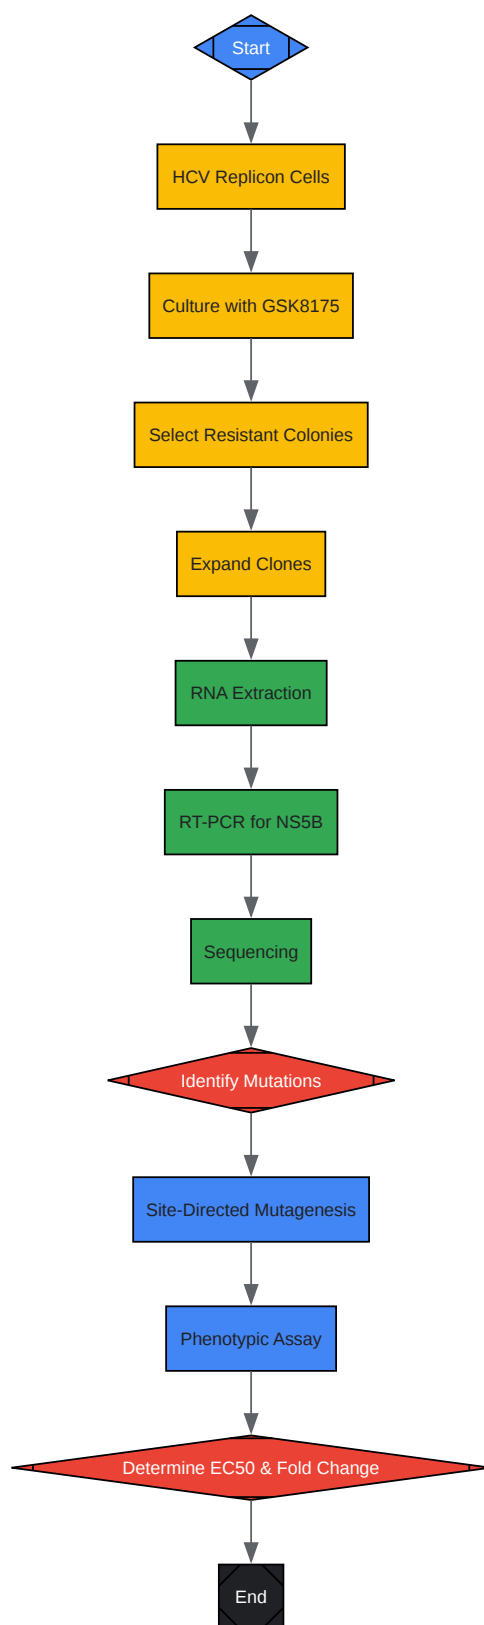 Start
HCV Replicon Cells
Culture with GSK8175
Select Resistant Colonies
Expand Clones
RNA Extraction
RT-PCR for NS5B
Sequencing
Identify Mutations
Site-Directed Mutagenesis
Phenotypic Assay
Determine EC50 & Fold Change
End